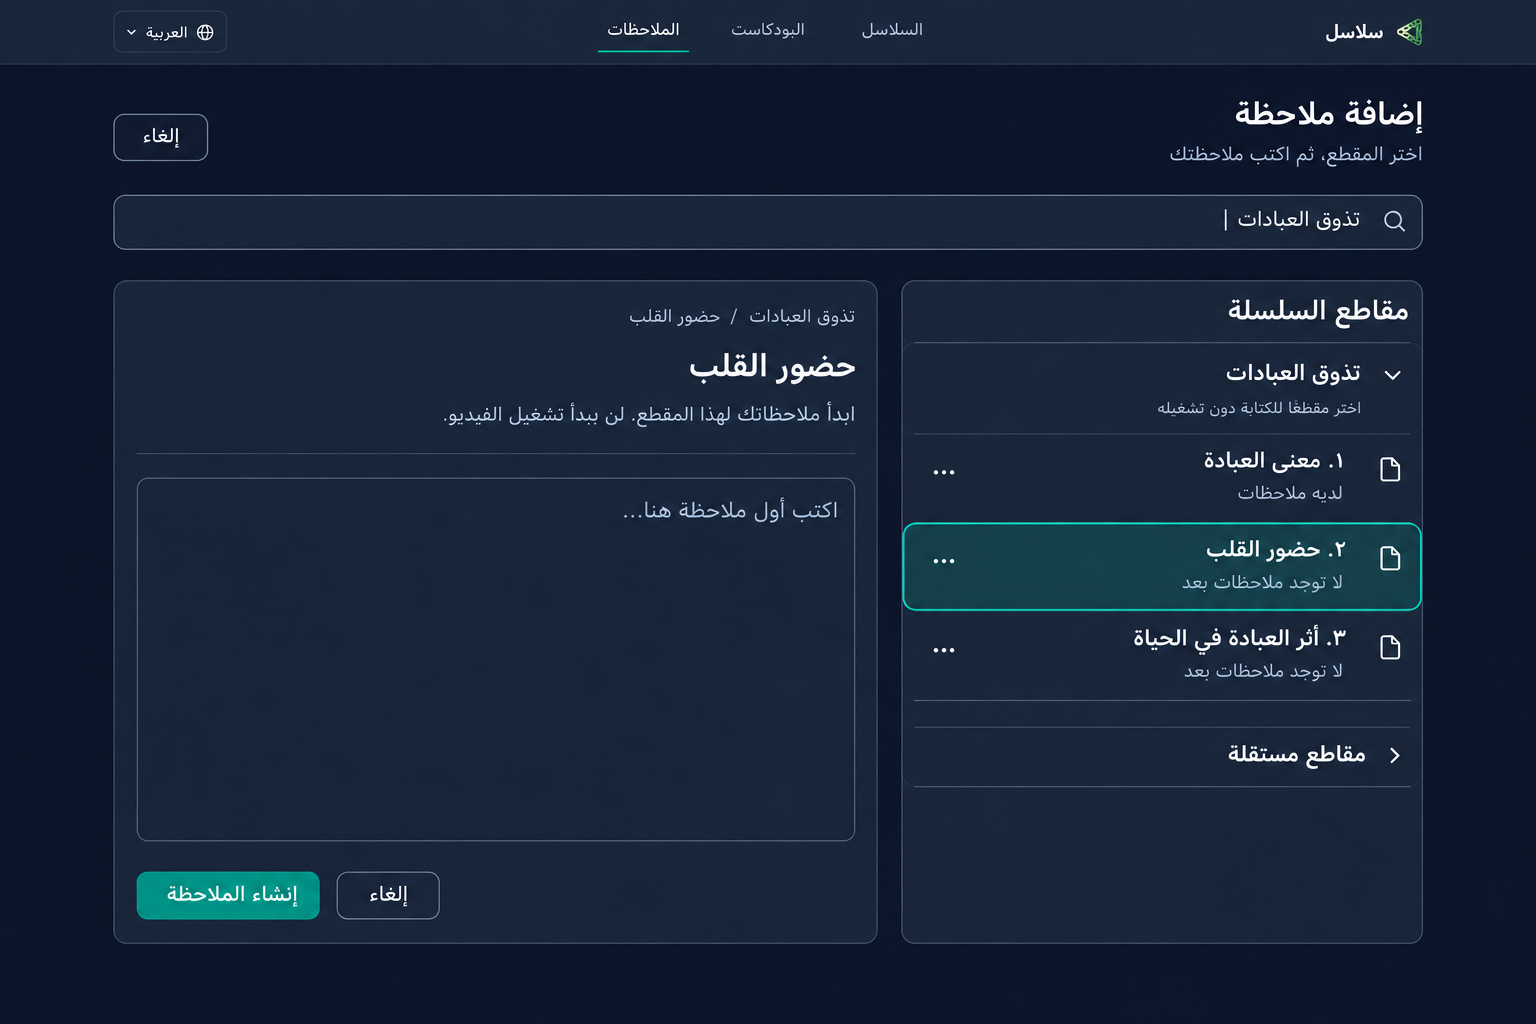 سلاسل
السلاسل
البودكاست
الملاحظات
العربية
إضافة ملاحظة
اختر المقطع، ثم اكتب ملاحظتك
إلغاء
تذوق العبادات
مقاطع السلسلة
تذوق العبادات
اختر مقطعًا للكتابة دون تشغيله
١. معنى العبادة
لديه ملاحظات
٢. حضور القلب
لا توجد ملاحظات بعد
٣. أثر العبادة في الحياة
لا توجد ملاحظات بعد
مقاطع مستقلة
تذوق العبادات / حضور القلب
حضور القلب
ابدأ ملاحظاتك لهذا المقطع. لن يبدأ تشغيل الفيديو.
اكتب أول ملاحظة هنا...
إلغاء
إنشاء الملاحظة